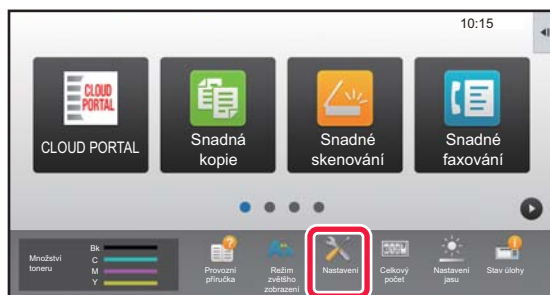 10:15
CLOUD
PORTAL
CLOUD PORTAL
Snadná
kopie
Snadné
skenování
Snadné
faxování
Množství
toneru
Bk
C
M
Y
Provozní
příručka
Režim
zvětšho
zobrazení
Nastavení
Celkový
počet
Nastavení
jasu
Stav úlohy